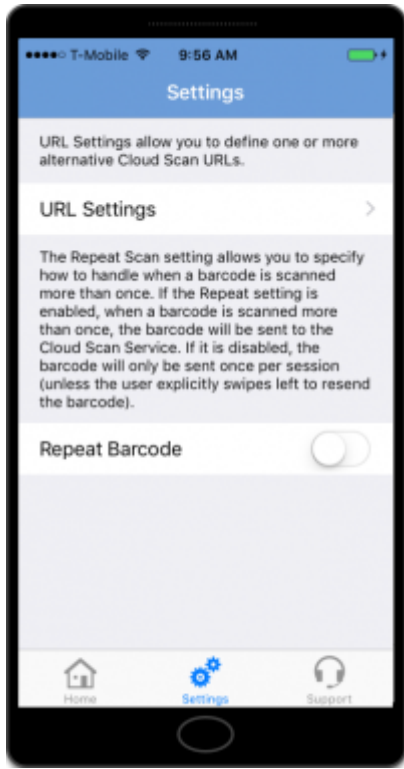 T-Mobile 9:56 AM
Settings
URL Settings allow you to define one or more
alternative Cloud Scan URLs.
URL Settings
The Repeat Scan setting allows you to specify
how to handle when a barcode is scanned
more than once. If the Repeat setting is
enabled, when a barcode is scanned more
than once, the barcode will be sent to the
Cloud Scan Service. If it is disabled, the
barcode will only be sent once per session
(unless the user explicitly swipes left to resend
the barcode).
Repeat Barcode
Home Settings Support